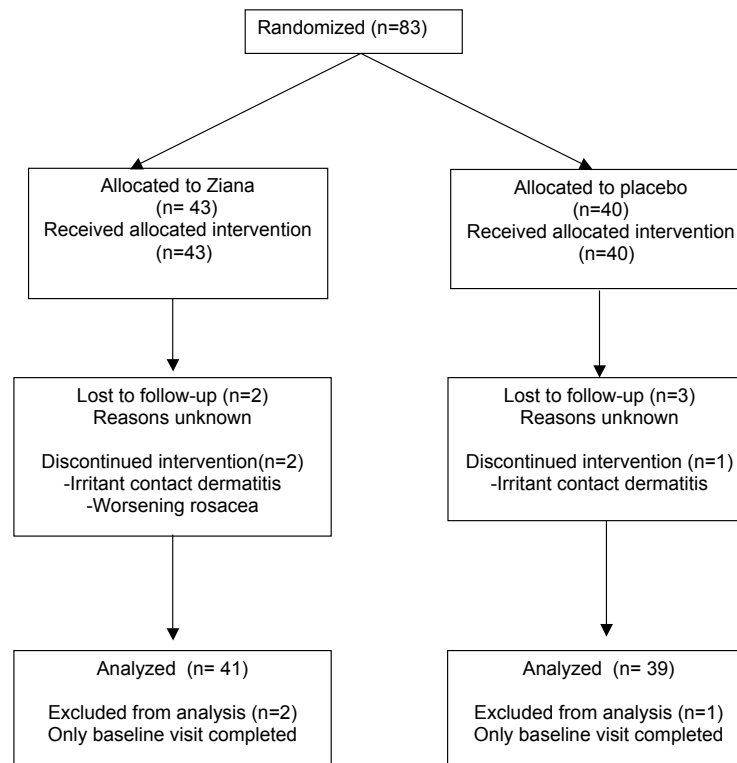 Randomized (n=83)
Allocated to Ziana
(n= 43)
Received allocated intervention
(n=43)
Allocated to placebo
(n=40)
Received allocated intervention
(n=40)
Lost to follow-up (n=2)
Reasons unknown
Discontinued intervention(n=2)
-Irritant contact dermatitis
-Worsening rosacea
Lost to follow-up (n=3)
Reasons unknown
Discontinued intervention (n=1)
-Irritant contact dermatitis
Analyzed (n= 41)
Excluded from analysis (n=2)
Only baseline visit completed
Analyzed (n= 39)
Excluded from analysis (n=1)
Only baseline visit completed